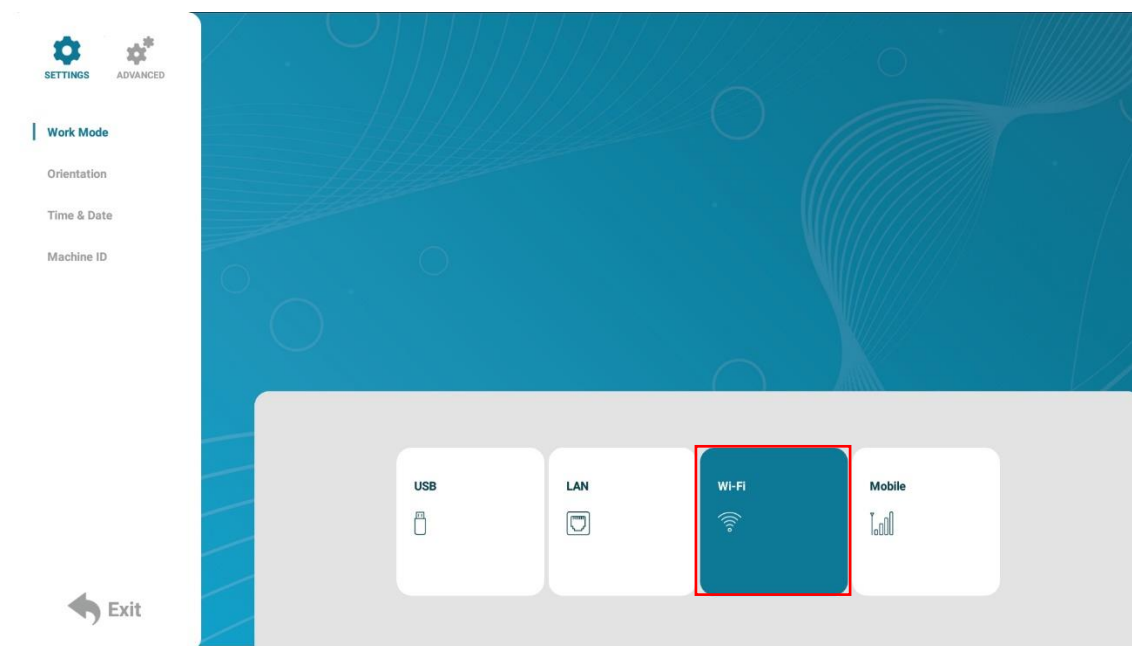 SETTINGS ADVANCED
Work Mode
Orientation
Time & Date
Machine ID
USB LAN Wi-Fi Mobile
Exit